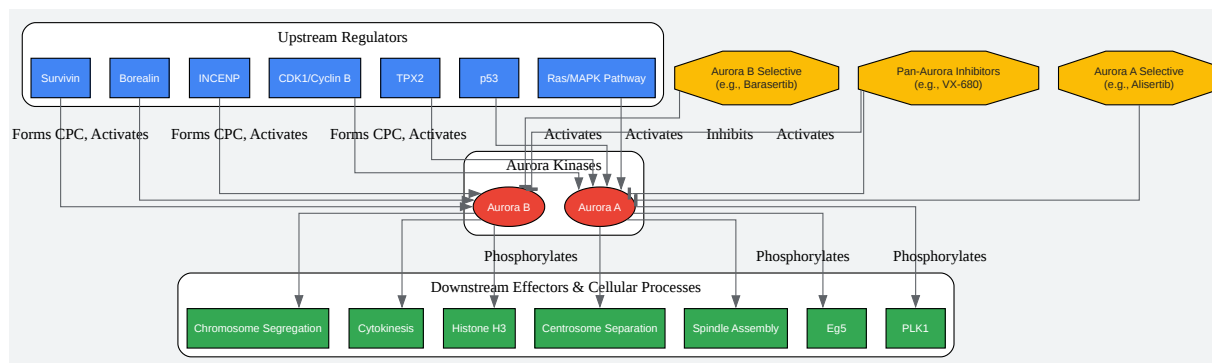 Upstream Regulators
Survivin
Borealin
INCENP
CDK1/Cyclin B
TPX2
p53
Ras/MAPK Pathway
Aurora B Selective
(e.g., Barasertib)
Pan-Aurora Inhibitors
(e.g., VX-680)
Aurora A Selective
(e.g., Alisertib)
Forms CPC, Activates
Forms CPC, Activates
Forms CPC, Activates
Activates
Activates
Inhibits
Activates
Aurora Kinases
Aurora B
Aurora A
Phosphorylates
Phosphorylates
Phosphorylates
Downstream Effectors & Cellular Processes
Chromosome Segregation
Cytokinesis
Histone H3
Centrosome Separation
Spindle Assembly
Eg5
PLK1